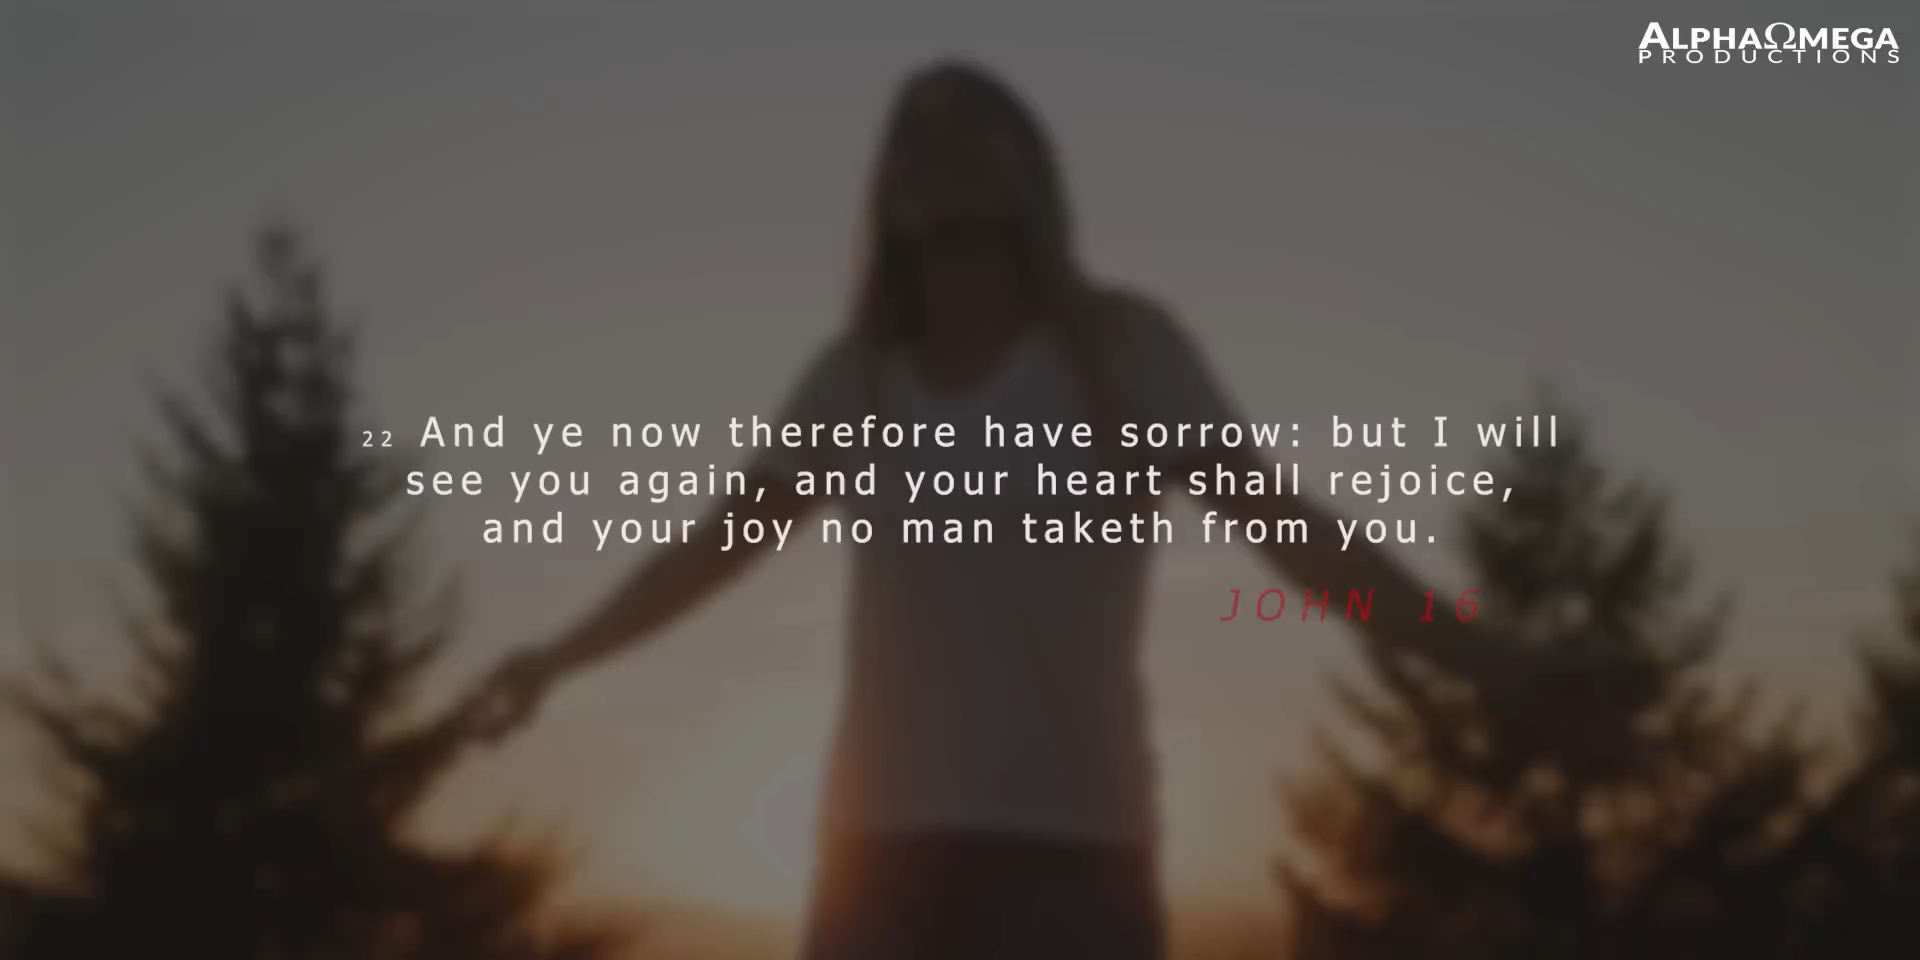 ALPHAΩMEGA
PRODUCTIONS
22 And ye now therefore have sorrow: but I will
see you again, and your heart shall rejoice,
and your joy no man taketh from you.
JOHN 16